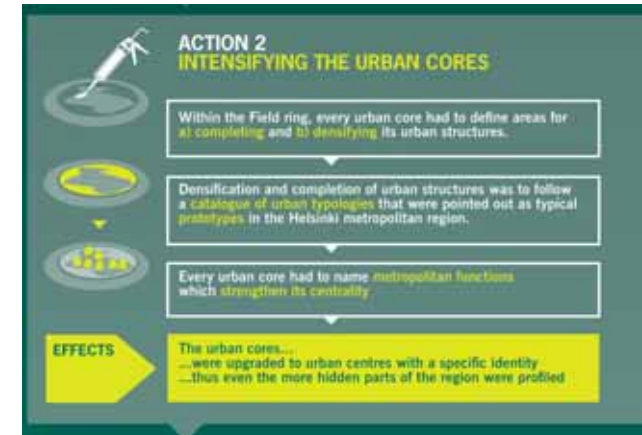 ACTION 2
INTENSIFYING THE URBAN CORES
Within the Field ring, every urban core had to define areas for
a) completing and b) densifying its urban structures.
Densification and completion of urban structures was to follow
a catalogue of urban typologies that were pointed out as typical
prototypes in the Helsinki metropolitan region.
Every urban core had to name metropolitan functions
which strengthen its centrality
EFFECTS
The urban cores...
...were upgraded to urban centres with a specific identity
...thus even the more hidden parts of the region were profiled